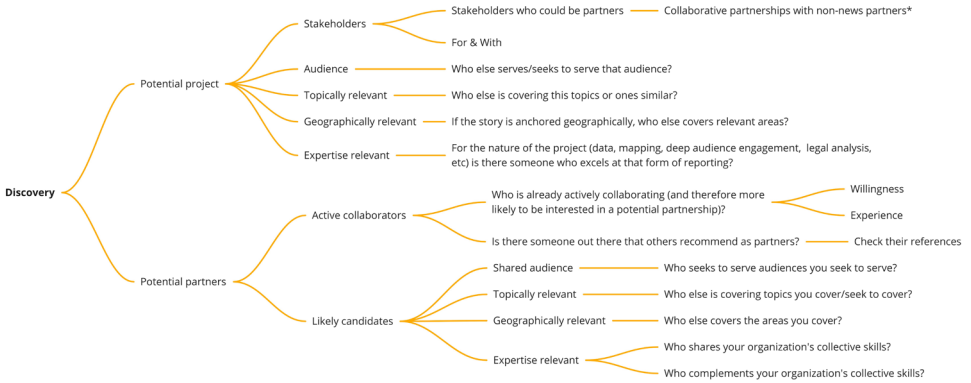 Discovery
Potential project
Stakeholders
Stakeholders who could be partners
Collaborative partnerships with non-news partners*
For & With
Audience
Who else serves/seeks to serve that audience?
Topically relevant
Who else is covering this topics or ones similar?
Geographically relevant
If the story is anchored geographically, who else covers relevant areas?
Expertise relevant
For the nature of the project (data, mapping, deep audience engagement, legal analysis,
etc) is there someone who excels at that form of reporting?
Potential partners
Active collaborators
Who is already actively collaborating (and therefore more
likely to be interested in a potential partnership)?
Willingness
Experience
Is there someone out there that others recommend as partners?
Check their references
Likely candidates
Shared audience
Who seeks to serve audiences you seek to serve?
Topically relevant
Who else is covering topics you cover/seek to cover?
Geographically relevant
Who else covers the areas you cover?
Expertise relevant
Who shares your organization's collective skills?
Who complements your organization's collective skills?